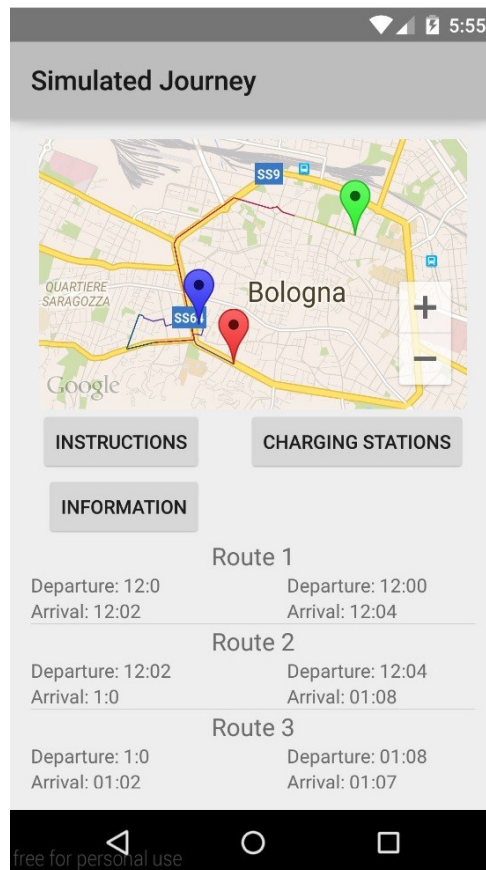 5:55
Simulated Journey
SS9
QUARTIERE
SARAGOZZA
Bologna
SS64
+
−
Google
INSTRUCTIONS CHARGING STATIONS
INFORMATION
Route 1
Departure: 12:0 Departure: 12:00
Arrival: 12:02 Arrival: 12:04
Route 2
Departure: 12:02 Departure: 12:04
Arrival: 1:0 Arrival: 01:08
Route 3
Departure: 1:0 Departure: 01:08
Arrival: 01:02 Arrival: 01:07
free for personal use